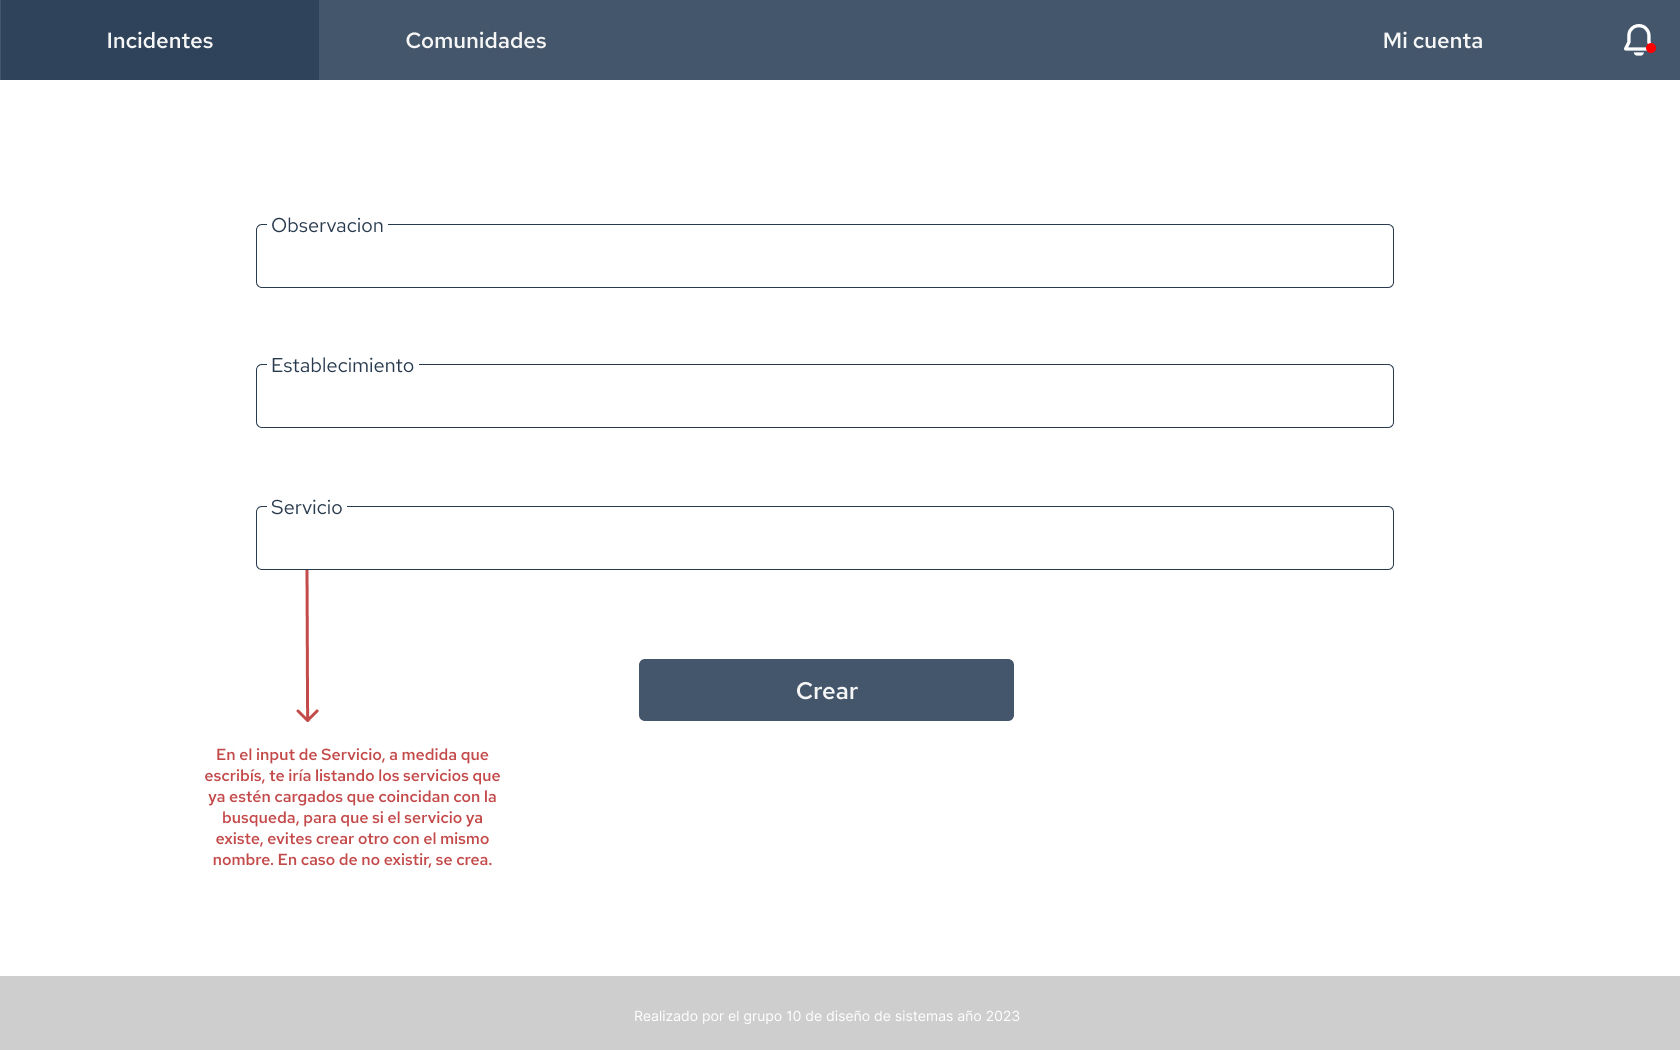 Incidentes Comunidades Mi cuenta
Observacion
Establecimiento
Servicio
Crear
En el input de Servicio, a medida que
escribís, te iría listando los servicios que
ya estén cargados que coincidan con la
busqueda, para que si el servicio ya
existe, evites crear otro con el mismo
nombre. En caso de no existir, se crea.
Realizado por el grupo 10 de diseño de sistemas año 2023